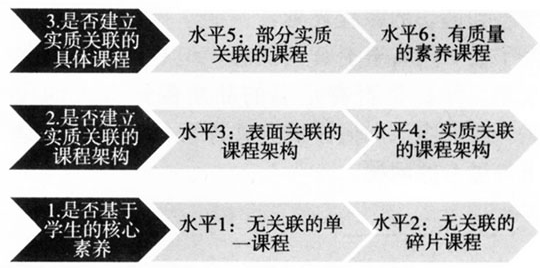 3.是否建立
实质关联的
具体课程
水平5：部分实质
关联的课程
水平6：有质量
的素养课程
2.是否建立
实质关联的
课程架构
水平3：表面关联的
课程架构
水平4：实质关联
的课程架构
1.是否基于
学生的核心
素养
水平1：无关联的单
一课程
水平2：无关联的
碎片课程